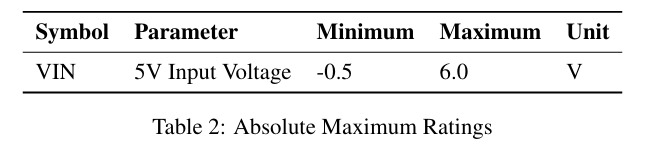 Symbol Parameter Minimum Maximum Unit
VIN 5V Input Voltage -0.5 6.0 V
Table 2: Absolute Maximum Ratings